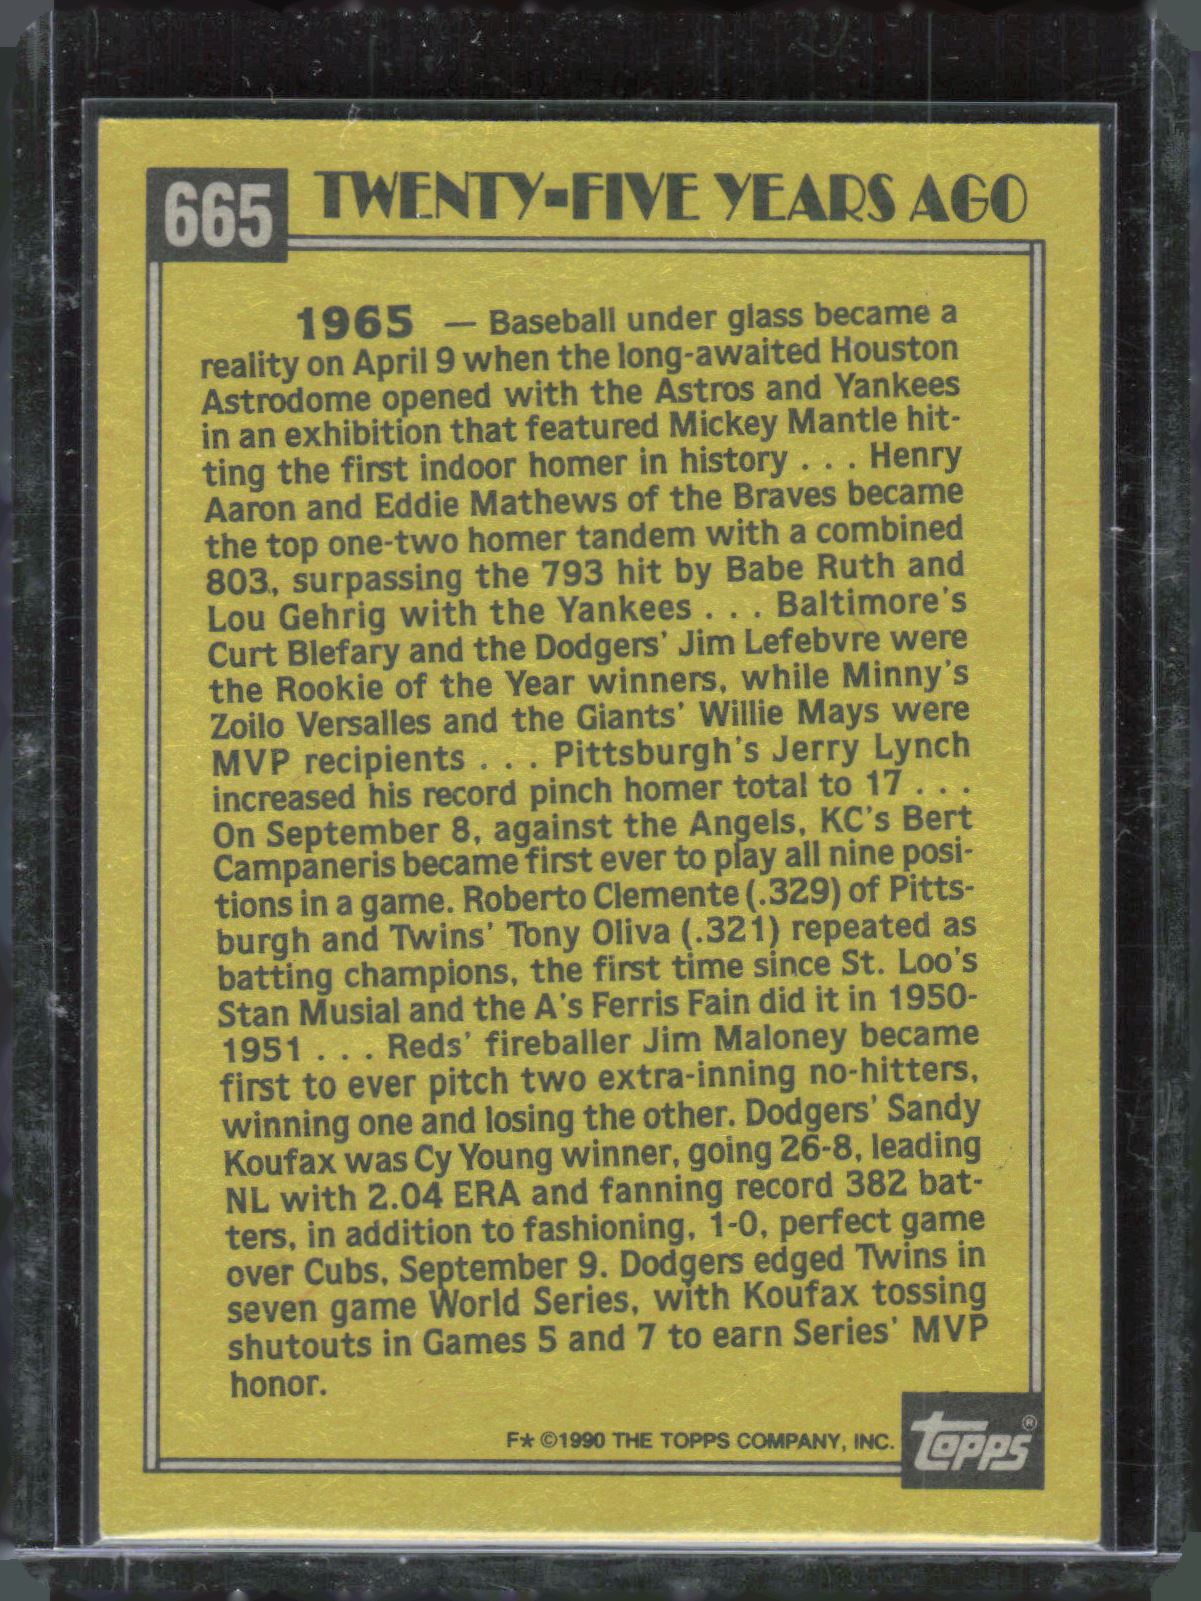 665
TWENTY-FIVE YEARS AGO
1965 — Baseball under glass became a
reality on April 9 when the long-awaited Houston
Astrodome opened with the Astros and Yankees
in an exhibition that featured Mickey Mantle hit-
ting the first indoor homer in history . . . Henry
Aaron and Eddie Mathews of the Braves became
the top one-two homer tandem with a combined
803, surpassing the 793 hit by Babe Ruth and
Lou Gehrig with the Yankees . . . Baltimore's
Curt Blefary and the Dodgers' Jim Lefebvre were
the Rookie of the Year winners, while Minny's
Zoilo Versalles and the Giants' Willie Mays were
MVP recipients . . . Pittsburgh's Jerry Lynch
increased his record pinch homer total to 17 . . .
On September 8, against the Angels, KC's Bert
Campaneris became first ever to play all nine posi-
tions in a game. Roberto Clemente (.329) of Pitts-
burgh and Twins' Tony Oliva (.321) repeated as
batting champions, the first time since St. Loo's
Stan Musial and the A's Ferris Fain did it in 1950-
1951 . . . Reds' fireballer Jim Maloney became
first to ever pitch two extra-inning no-hitters,
winning one and losing the other. Dodgers' Sandy
Koufax was Cy Young winner, going 26-8, leading
NL with 2.04 ERA and fanning record 382 bat-
ters, in addition to fashioning, 1-0, perfect game
over Cubs, September 9. Dodgers edged Twins in
seven game World Series, with Koufax tossing
shutouts in Games 5 and 7 to earn Series' MVP
honor.
F★ ©1990 THE TOPPS COMPANY, INC.
topps®